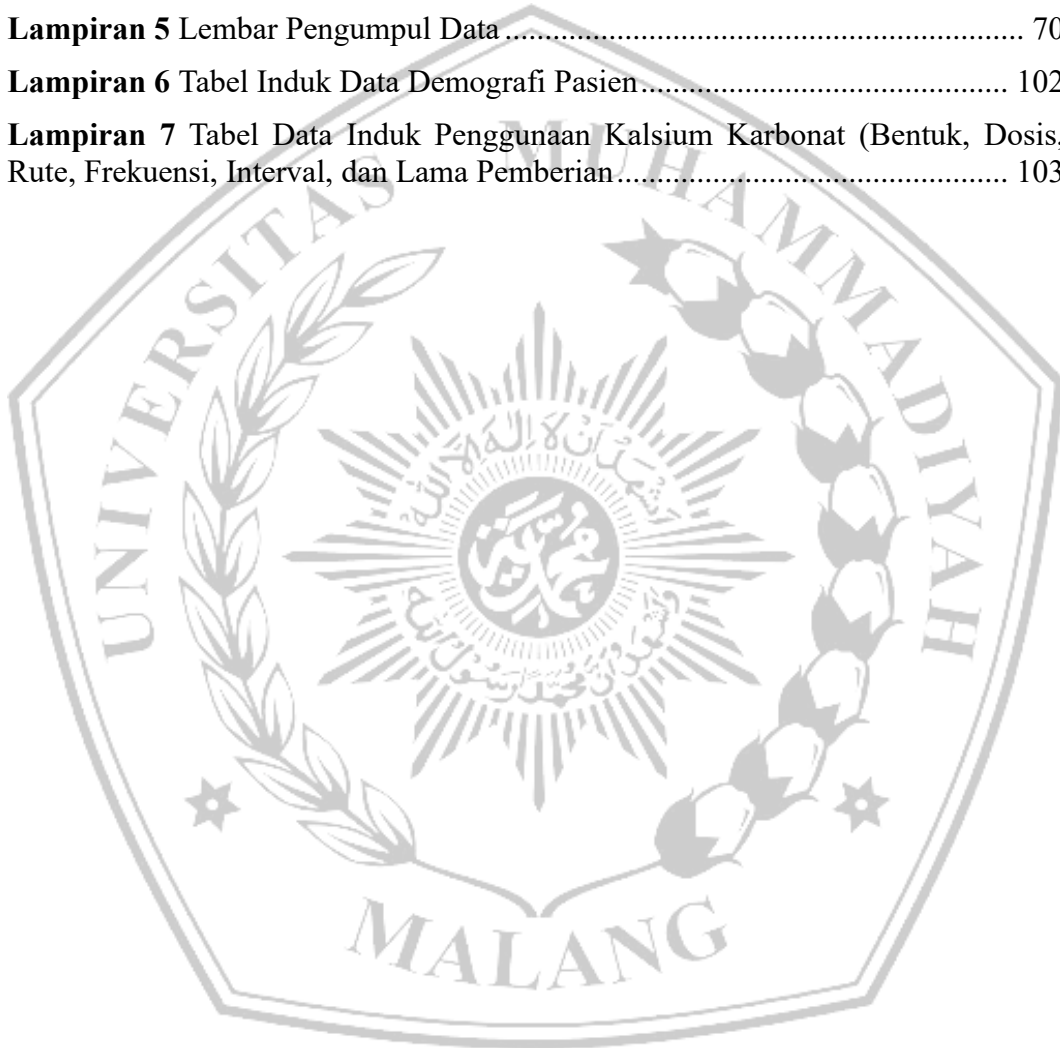 Lampiran 5 Lembar Pengumpul Data ................................................................... 70
Lampiran 6 Tabel Induk Data Demografi Pasien ............................................... 102
Lampiran 7 Tabel Data Induk Penggunaan Kalsium Karbonat (Bentuk, Dosis,
Rute, Frekuensi, Interval, dan Lama Pemberian .................................................. 103
UNIVERSITAS MUHAMMADIYAH
MALANG